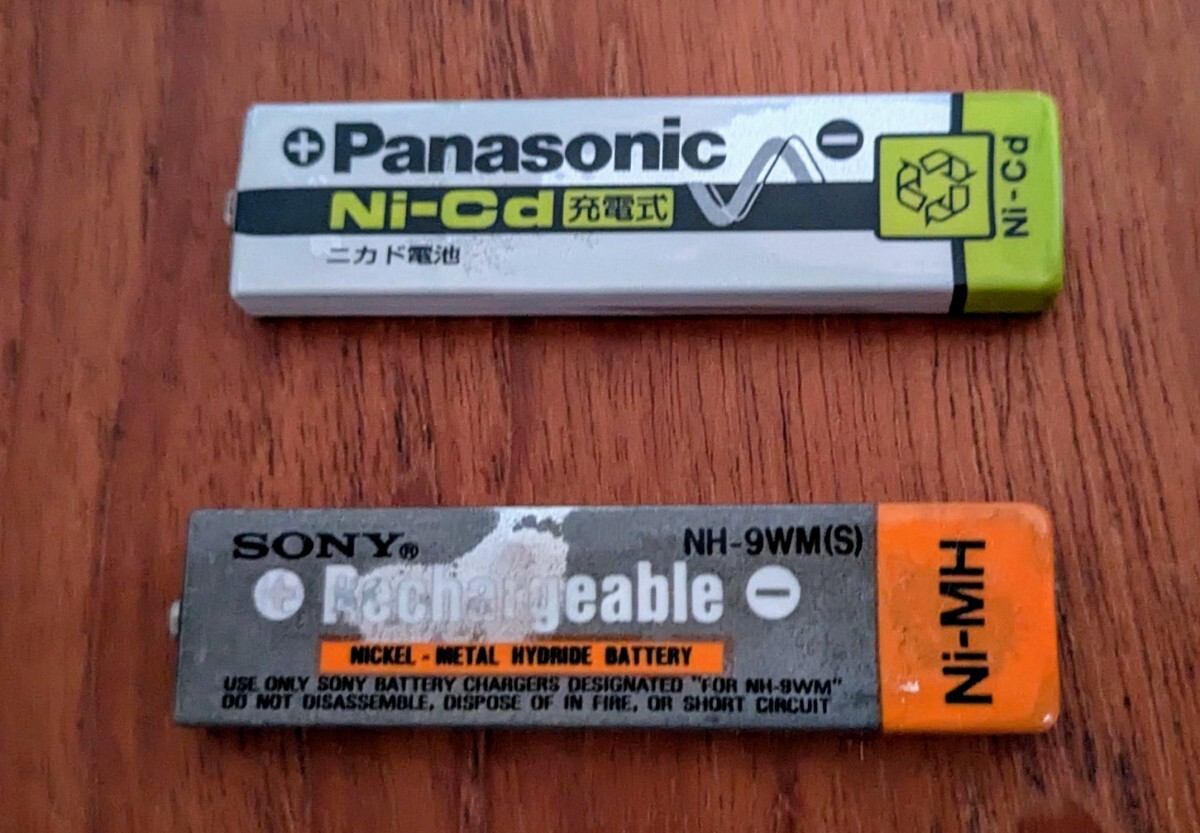 Panasonic
Ni-Cd 充電式
ニカド電池
Ni-Cd
SONY® NH-9WM(S)
Rechargeable
NICKEL-METAL HYDRIDE BATTERY
USE ONLY SONY BATTERY CHARGERS DESIGNATED "FOR NH-9WM"
DO NOT DISASSEMBLE, DISPOSE OF IN FIRE, OR SHORT CIRCUIT
Ni-MH